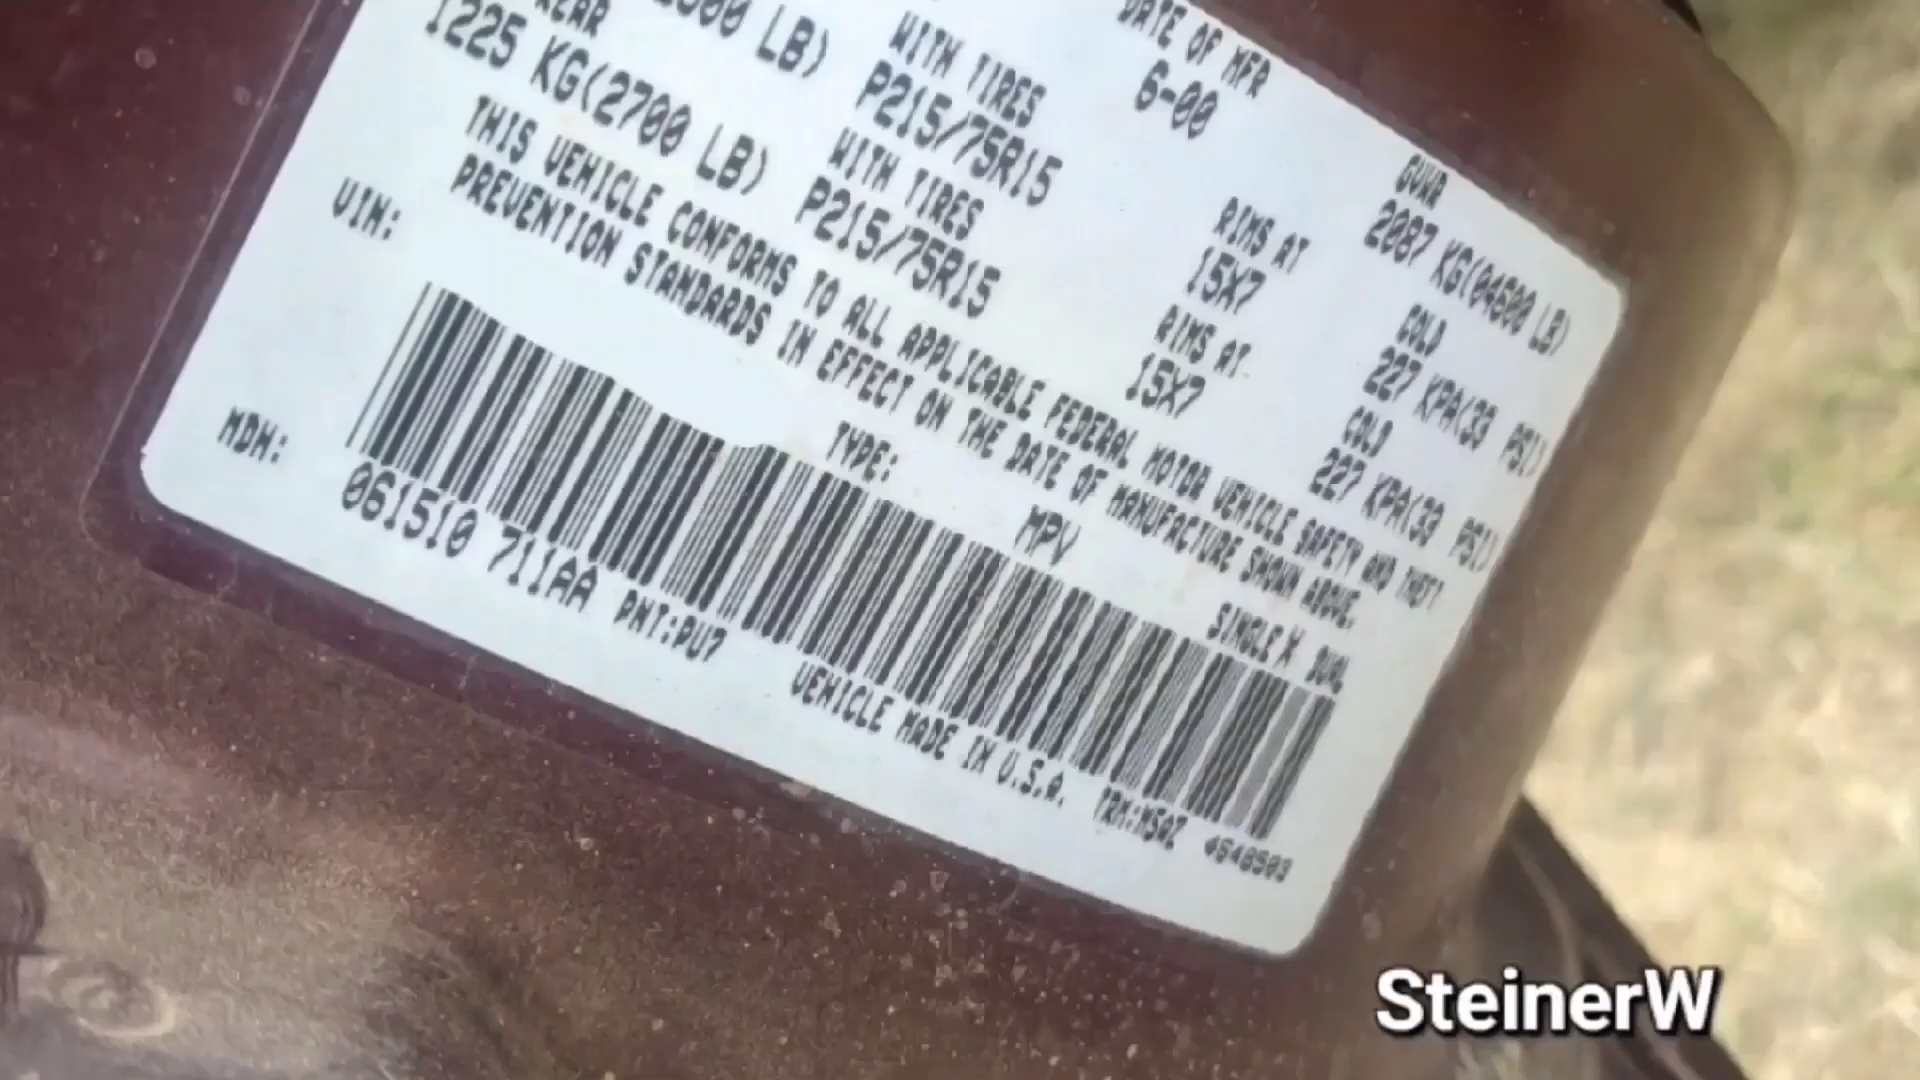 DATE OF MFR
6-00
GVWR
2087 KG(04600 LB)
REAR
1225 KG(2700 LB)
WITH TIRES
P215/75R15
RIMS AT
15X7
COLD
227 KPA(33 PSI)
WITH TIRES
P215/75R15
RIMS AT
15X7
COLD
227 KPA(33 PSI)
THIS VEHICLE CONFORMS TO ALL APPLICABLE FEDERAL MOTOR VEHICLE SAFETY AND THEFT
PREVENTION STANDARDS IN EFFECT ON THE DATE OF MANUFACTURE SHOWN ABOVE.
VIN:
TYPE:
MPV
SINGLE X DUAL
MDH:
061510 711AA PNT:PV7
VEHICLE MADE IN U.S.A.
SteinerW